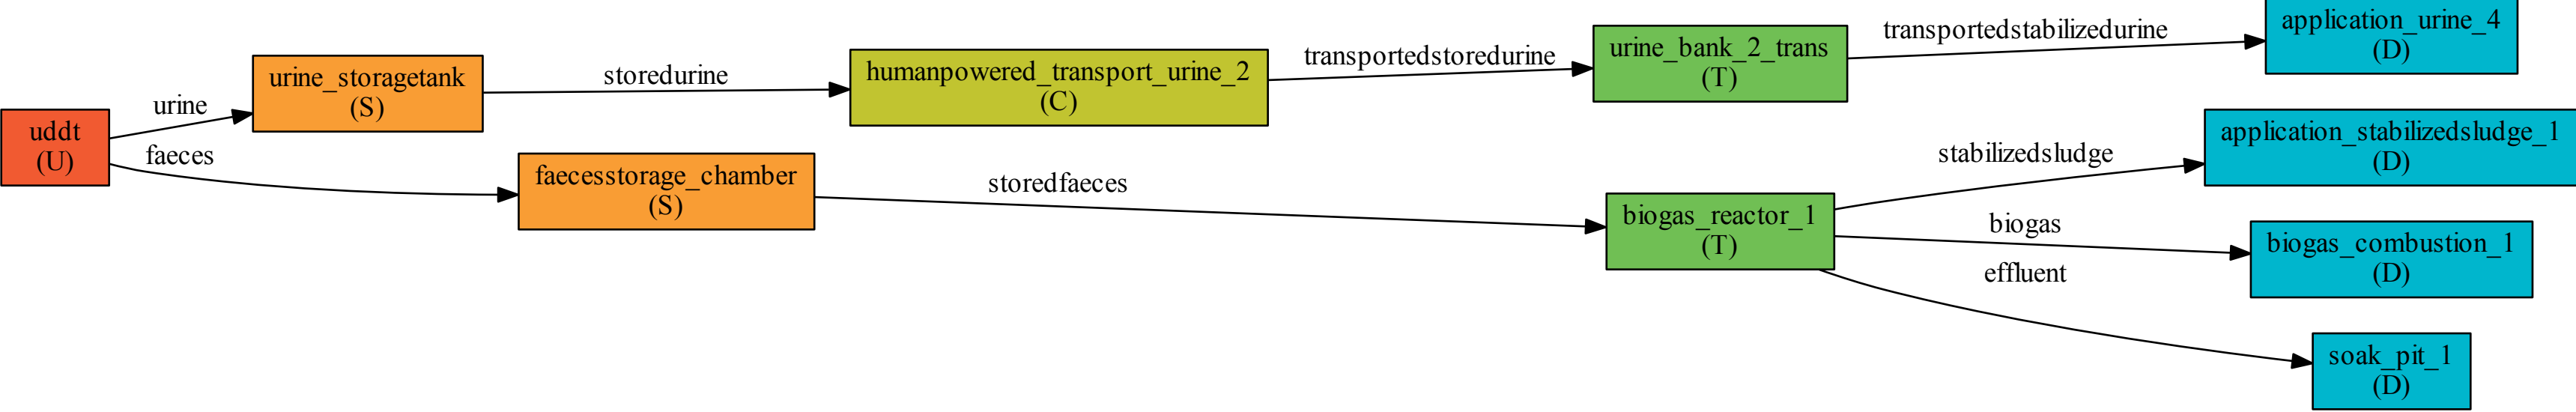 uddt
(U)
urine
faeces
urine_storagetank
(S)
storedurine
humanpowered_transport_urine_2
(C)
transportedstoredurine
urine_bank_2_trans
(T)
transportedstabilizedurine
application_urine_4
(D)
faecesstorage_chamber
(S)
storedfaeces
biogas_reactor_1
(T)
stabilizedsludge
application_stabilizedsludge_1
(D)
biogas
biogas_combustion_1
(D)
effluent
soak_pit_1
(D)